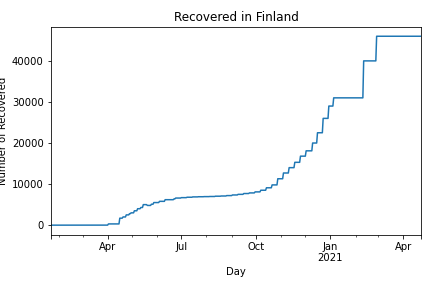 Recovered in Finland
Number of Recovered
40000
30000
20000
10000
0
Apr Jul Oct Jan Apr
2021
Day